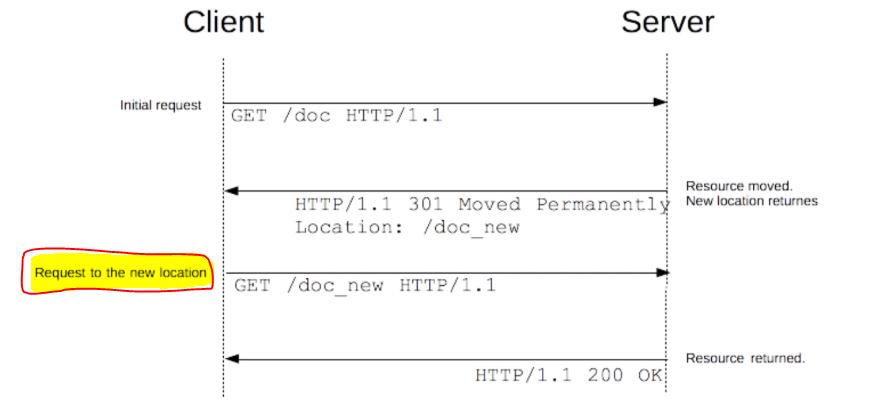 Client
Server
Initial request
GET /doc HTTP/1.1
Resource moved.
New location returnes
HTTP/1.1 301 Moved Permanently
Location: /doc_new
Request to the new location
GET /doc_new HTTP/1.1
Resource returned.
HTTP/1.1 200 OK